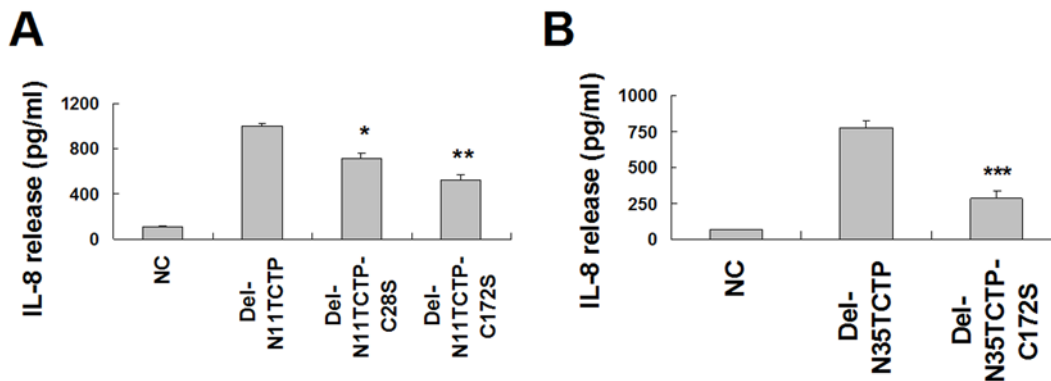 A
IL-8 release (pg/ml)
1200
800
400
0
*
**
NC
Del-
N11TCTP
Del-
N11TCTP-
C28S
Del-
N11TCTP-
C172S
B
IL-8 release (pg/ml)
1000
750
500
250
0
***
NC
Del-
N35TCTP
Del-
N35TCTP-
C172S